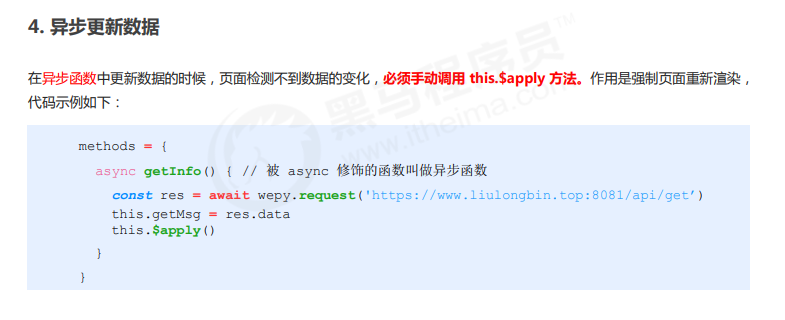 4. 异步更新数据
在异步函数中更新数据的时候，页面检测不到数据的变化，必须手动调用 this.$apply 方法。作用是强制页面重新渲染，
代码示例如下：
methods = {
async getInfo() { // 被 async 修饰的函数叫做异步函数
const res = await wepy.request('https://www.liulongbin.top:8081/api/get’)
this.getMsg = res.data
this.$apply()
}
}
黑马程序员™
www.itheima.com